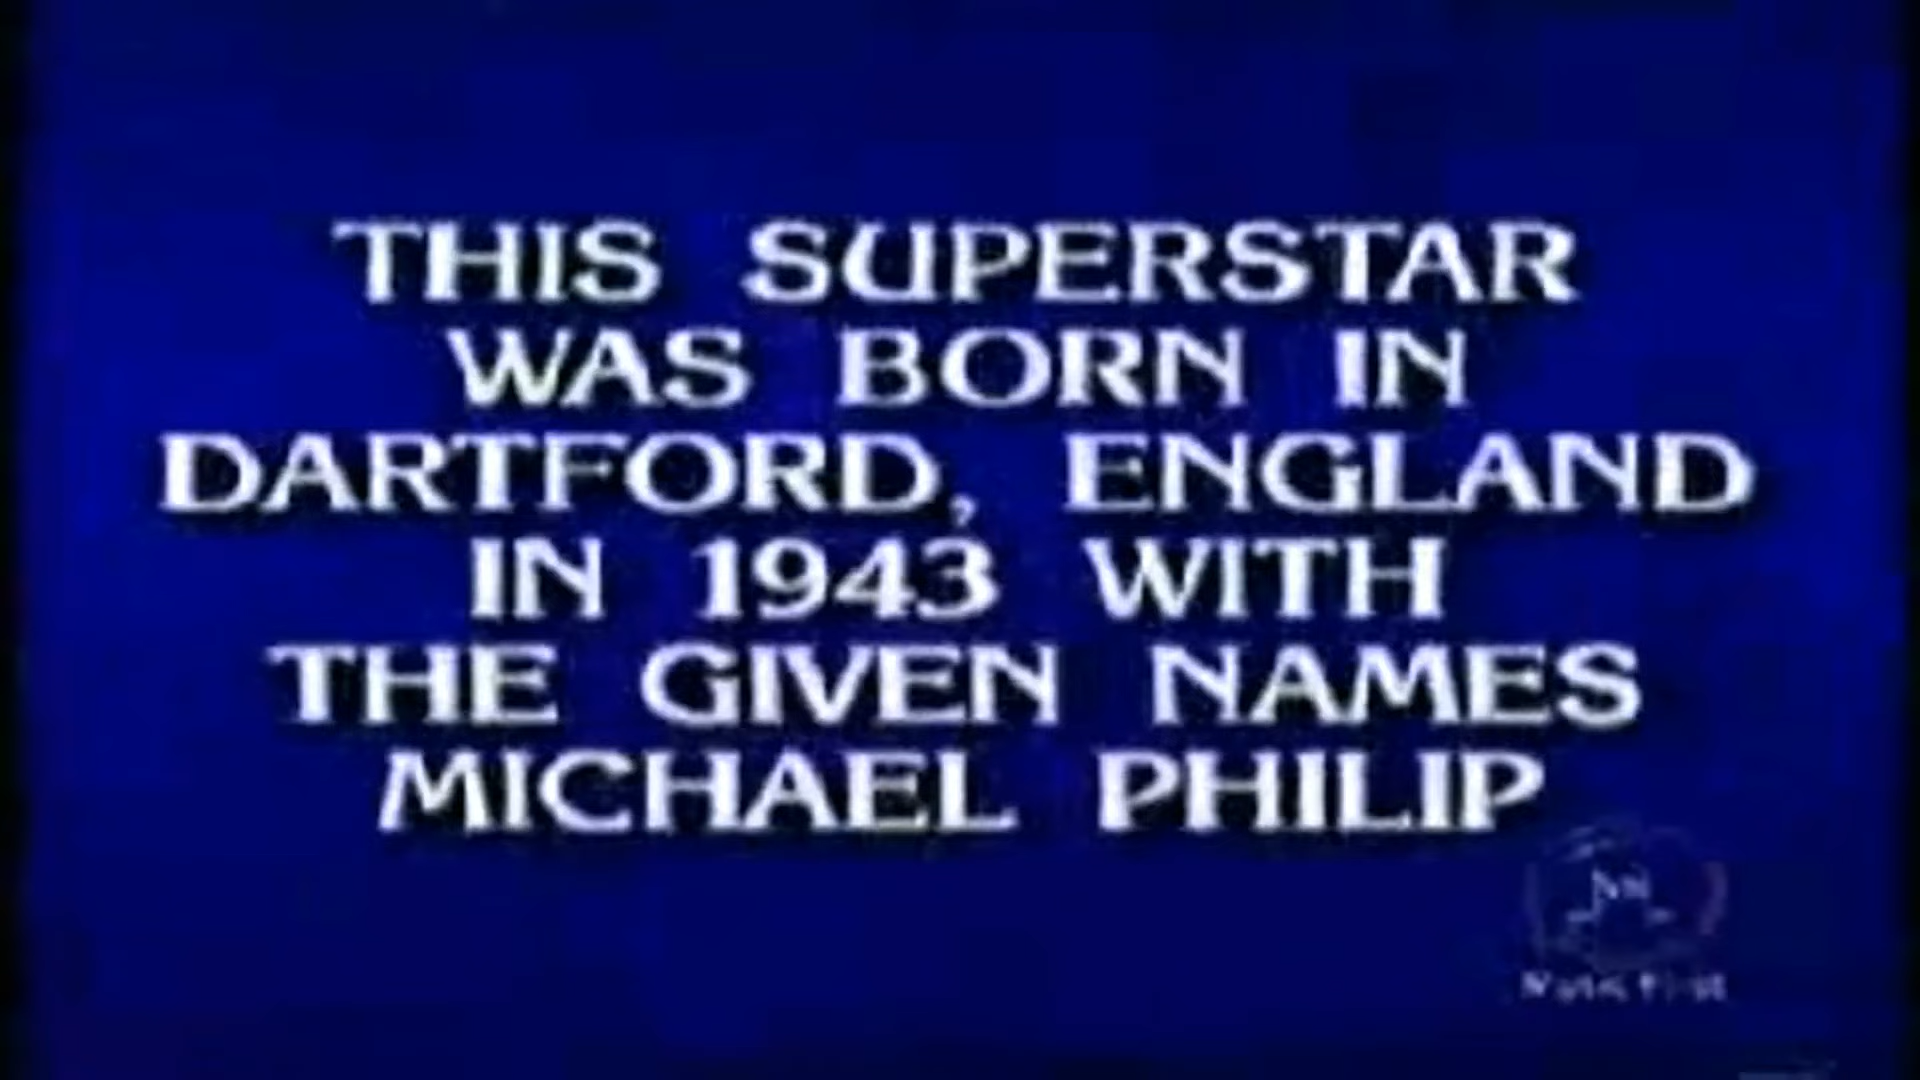 THIS SUPERSTAR
WAS BORN IN
DARTFORD, ENGLAND
IN 1943 WITH
THE GIVEN NAMES
MICHAEL PHILIP